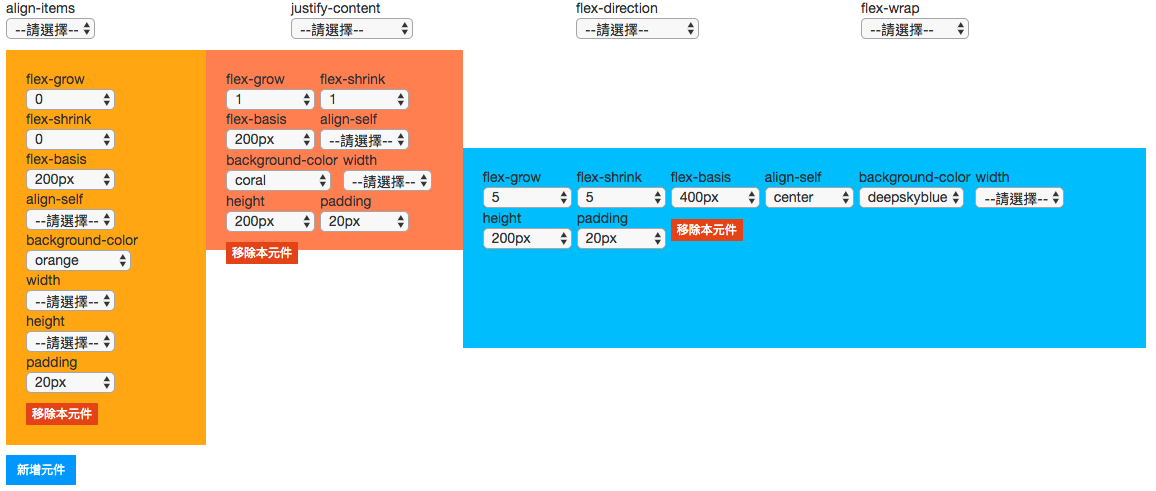 align-items justify-content flex-direction flex-wrap
--請選擇-- --請選擇-- --請選擇-- --請選擇--
flex-grow
0
flex-shrink
0
flex-basis
200px
align-self
--請選擇--
background-color
orange
width
--請選擇--
height
--請選擇--
padding
20px
移除本元件
flex-grow flex-shrink
1 1
flex-basis align-self
200px --請選擇--
background-color width
coral --請選擇--
height padding
200px 20px
移除本元件
flex-grow flex-shrink flex-basis align-self background-color width
5 5 400px center deepskyblue --請選擇--
height padding
200px 20px 移除本元件
新增元件